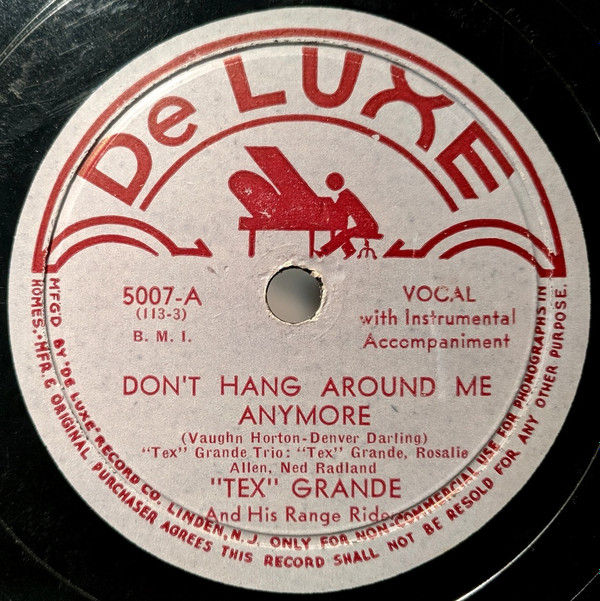 De LUXE
5007-A
(113-3)
B. M. I.
VOCAL
with Instrumental
Accompaniment
DON'T HANG AROUND ME
ANYMORE
(Vaughn Horton-Denver Darling)
"Tex" Grande Trio: "Tex" Grande, Rosalie
Allen, Ned Radland
"TEX" GRANDE
And His Range
M'F'G'D BY "DE LUXE" RECORD CO. LINDEN, N. J. ONLY FOR NON-COMMERCIAL USE FOR PHONOGRAPHS IN
HOMES. MFR. & ORIGINAL PURCHASER AGREES THIS RECORD SHALL NOT BE RESOLD FOR ANY OTHER PURPOSE.